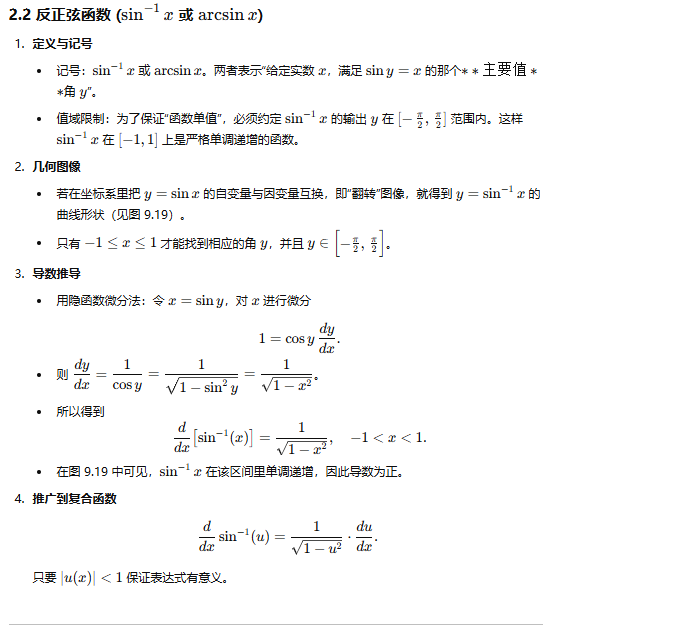 2.2 反正弦函数 (sin⁻¹ x 或 arcsin x)
1. 定义与记号
• 记号：sin⁻¹ x 或 arcsin x。两者表示“给定实数 x，满足 sin y = x 的那个** 主要值 *
*角 y”。
• 值域限制：为了保证“函数单值”，必须约定 sin⁻¹ x 的输出 y 在 [−π/2, π/2] 范围内。这样
sin⁻¹ x 在 [−1, 1] 上是严格单调递增的函数。
2. 几何图像
• 若在坐标系里把 y = sin x 的自变量与因变量互换，即“翻转”图像，就得到 y = sin⁻¹ x 的
曲线形状（见图 9.19）。
• 只有 −1 ≤ x ≤ 1 才能找到相应的角 y，并且 y ∈ [−π/2, π/2]。
3. 导数推导
• 用隐函数微分法：令 x = sin y，对 x 进行微分
1 = cos y dy/dx.
• 则 dy/dx = 1/cos y = 1/√(1 − sin² y) = 1/√(1 − x²)。
• 所以得到
d/dx [sin⁻¹(x)] = 1/√(1 − x²), −1 < x < 1.
• 在图 9.19 中可见，sin⁻¹ x 在该区间里单调递增，因此导数为正。
4. 推广到复合函数
d/dx sin⁻¹(u) = 1/√(1 − u²) · du/dx.
只要 |u(x)| < 1 保证表达式有意义。